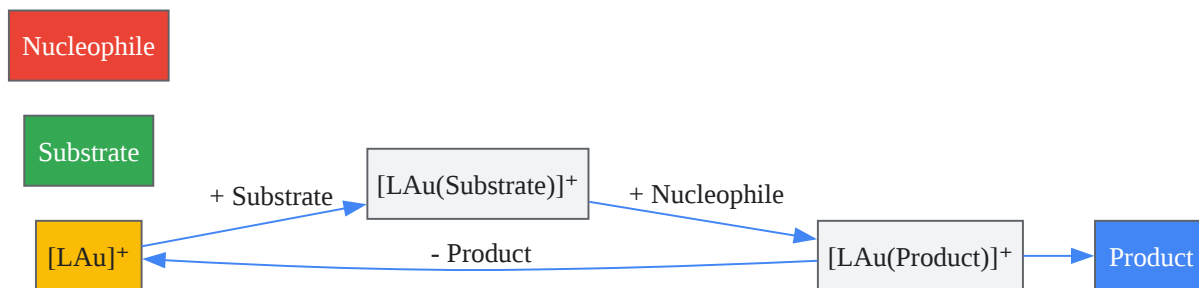 Nucleophile
Substrate
+ Substrate
[LAu(Substrate)]⁺
+ Nucleophile
[LAu]⁺
- Product
[LAu(Product)]⁺
Product